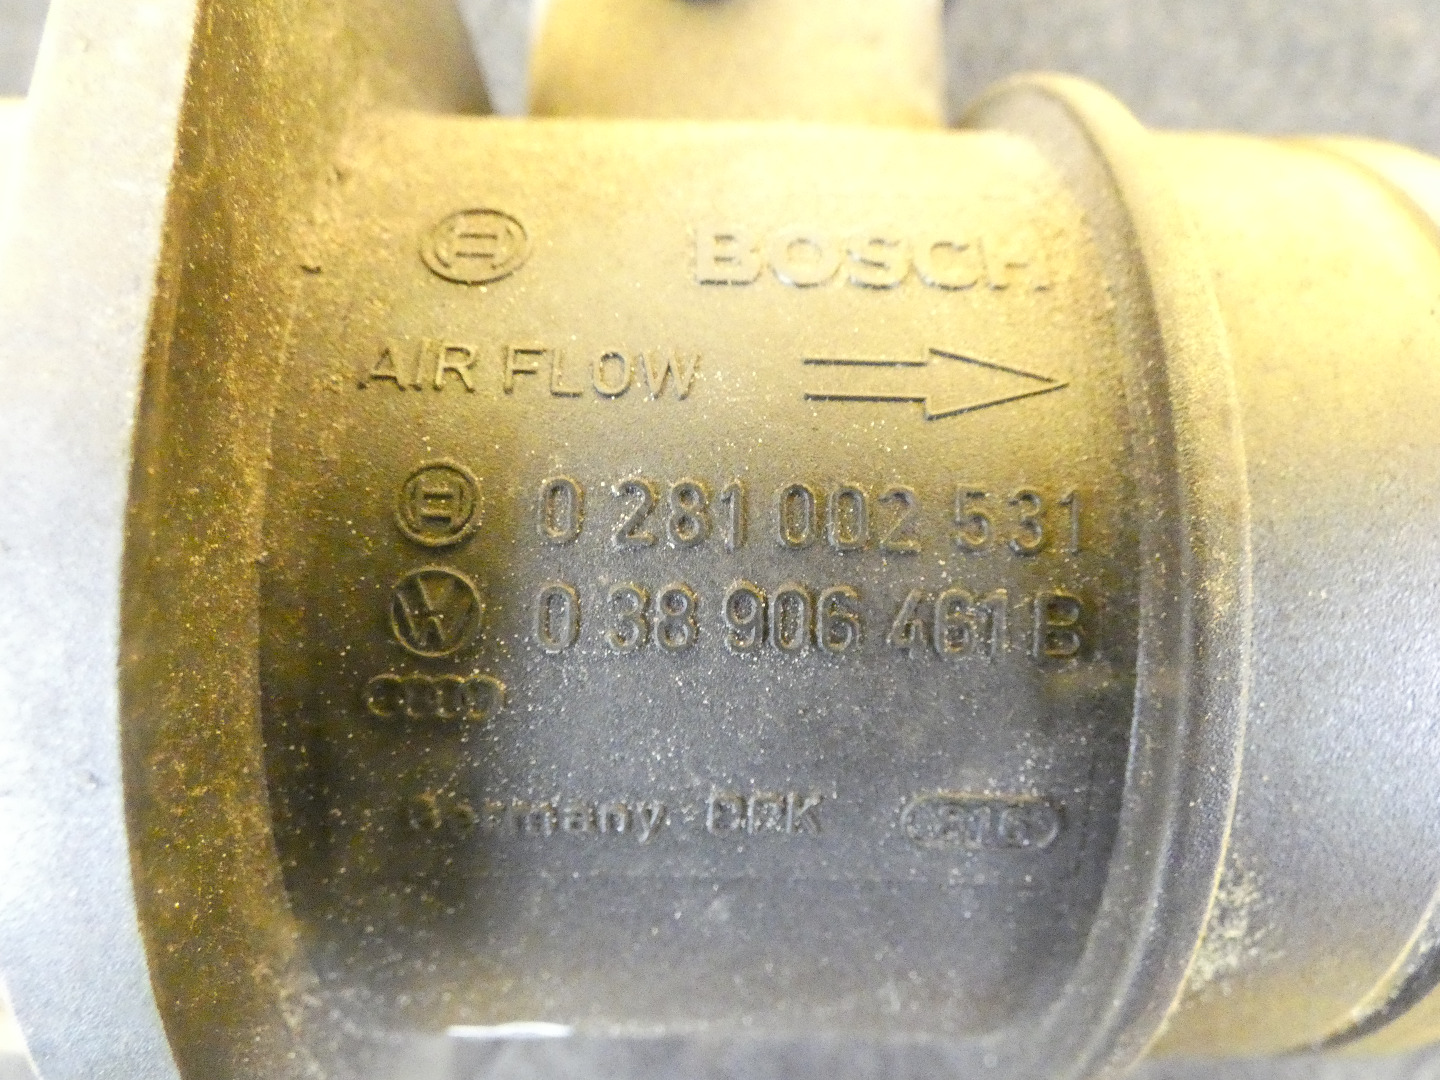 BOSCH
AIR FLOW
0 281 002 531
038 906 461 B
Germany